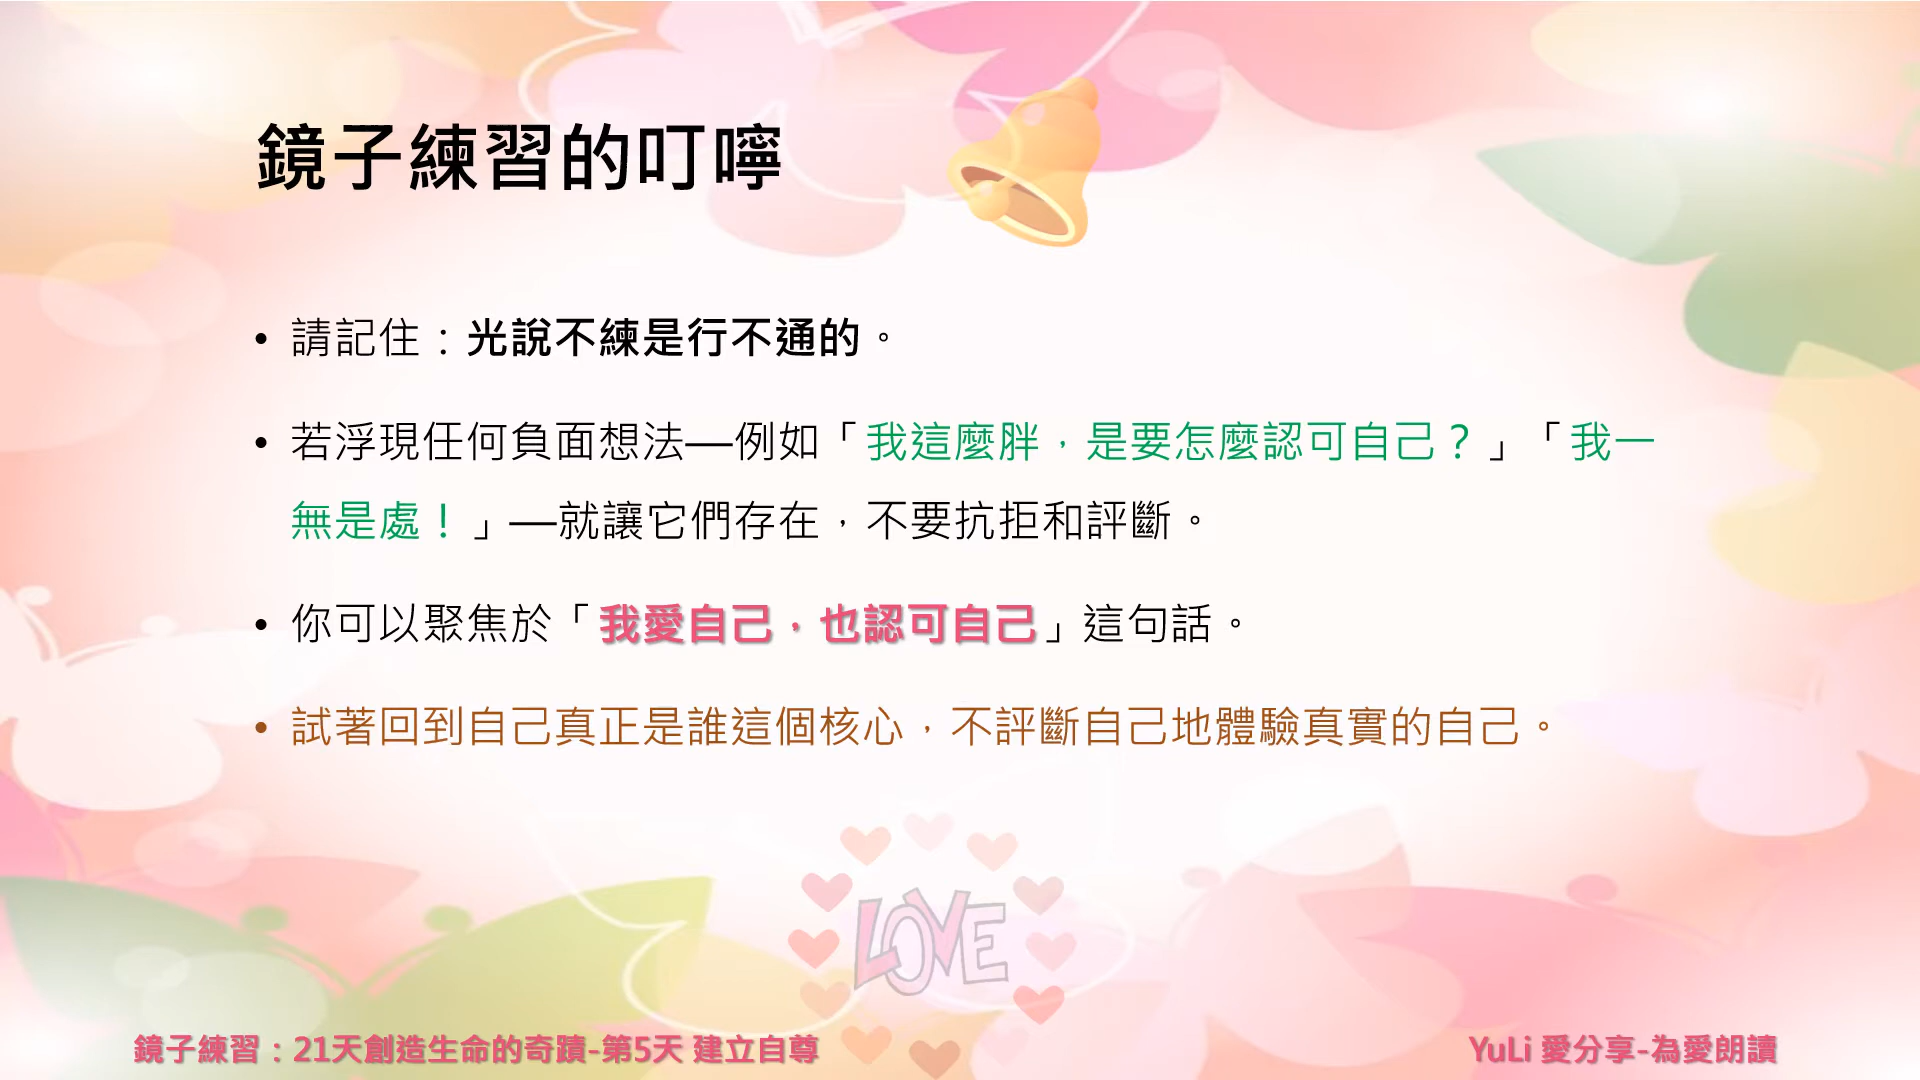 鏡子練習的叮嚀
• 請記住：光說不練是行不通的。
• 若浮現任何負面想法—例如「我這麼胖，是要怎麼認可自己？」「我一
無是處！」—就讓它們存在，不要抗拒和評斷。
• 你可以聚焦於「我愛自己，也認可自己」這句話。
• 試著回到自己真正是誰這個核心，不評斷自己地體驗真實的自己。
LOVE
鏡子練習：21天創造生命的奇蹟-第5天 建立自尊
YuLi 愛分享-為愛朗讀